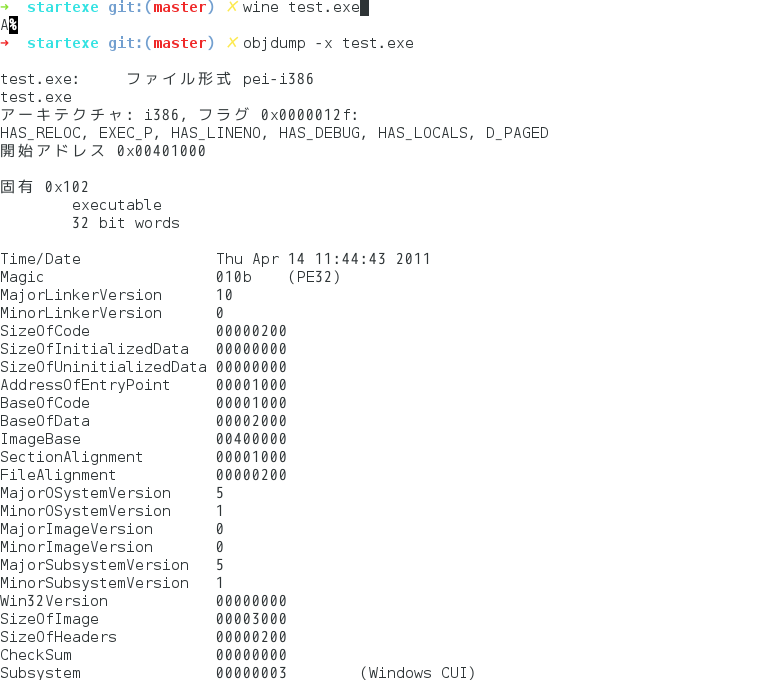 → startexe git:(master) ✗ wine test.exe
A%
→ startexe git:(master) ✗ objdump -x test.exe
test.exe:     ファイル形式 pei-i386
test.exe
アーキテクチャ: i386, フラグ 0x0000012f:
HAS_RELOC, EXEC_P, HAS_LINENO, HAS_DEBUG, HAS_LOCALS, D_PAGED
開始アドレス 0x00401000
固有 0x102
executable
32 bit words
Time/Date Thu Apr 14 11:44:43 2011
Magic 010b (PE32)
MajorLinkerVersion 10
MinorLinkerVersion 0
SizeOfCode 00000200
SizeOfInitializedData 00000000
SizeOfUninitializedData 00000000
AddressOfEntryPoint 00001000
BaseOfCode 00001000
BaseOfData 00002000
ImageBase 00400000
SectionAlignment 00001000
FileAlignment 00000200
MajorOSystemVersion 5
MinorOSystemVersion 1
MajorImageVersion 0
MinorImageVersion 0
MajorSubsystemVersion 5
MinorSubsystemVersion 1
Win32Version 00000000
SizeOfImage 00003000
SizeOfHeaders 00000200
CheckSum 00000000
Subsystem 00000003 (Windows CUI)